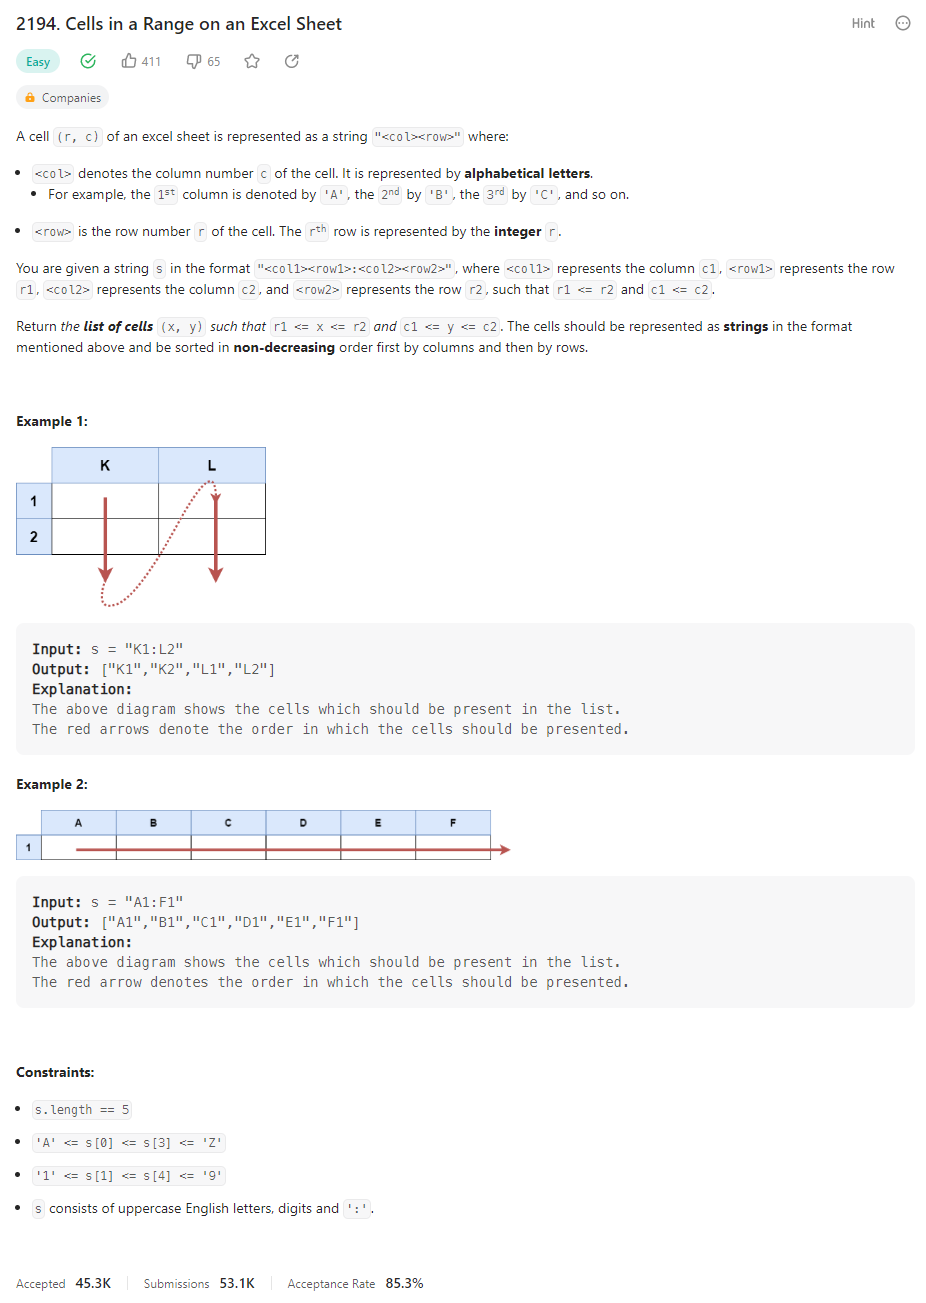 2194. Cells in a Range on an Excel Sheet
Hint
Easy
411
65
Companies
A cell (r, c) of an excel sheet is represented as a string "<col><row>" where:
• <col> denotes the column number c of the cell. It is represented by alphabetical letters.
• For example, the 1st column is denoted by 'A', the 2nd by 'B', the 3rd by 'C', and so on.
• <row> is the row number r of the cell. The rth row is represented by the integer r.
You are given a string s in the format "<col1><row1>:<col2><row2>", where <col1> represents the column c1, <row1> represents the row
r1, <col2> represents the column c2, and <row2> represents the row r2, such that r1 <= r2 and c1 <= c2.
Return the list of cells (x, y) such that r1 <= x <= r2 and c1 <= y <= c2. The cells should be represented as strings in the format
mentioned above and be sorted in non-decreasing order first by columns and then by rows.
Example 1:
K L
1
2
Input: s = "K1:L2"
Output: ["K1","K2","L1","L2"]
Explanation:
The above diagram shows the cells which should be present in the list.
The red arrows denote the order in which the cells should be presented.
Example 2:
A B C D E F
1
Input: s = "A1:F1"
Output: ["A1","B1","C1","D1","E1","F1"]
Explanation:
The above diagram shows the cells which should be present in the list.
The red arrow denotes the order in which the cells should be presented.
Constraints:
• s.length == 5
• 'A' <= s[0] <= s[3] <= 'Z'
• '1' <= s[1] <= s[4] <= '9'
• s consists of uppercase English letters, digits and ':'.
Accepted 45.3K
Submissions 53.1K
Acceptance Rate 85.3%